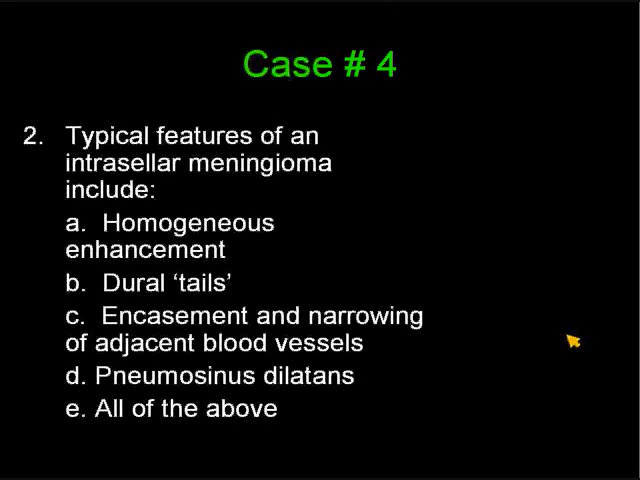 Case # 4
2. Typical features of an
intrasellar meningioma
include:
a. Homogeneous
enhancement
b. Dural ‘tails’
c. Encasement and narrowing
of adjacent blood vessels
d. Pneumosinus dilatans
e. All of the above